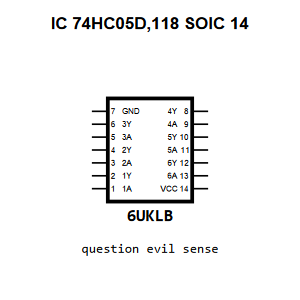 IC 74HC05D,118 SOIC 14
7 GND 4Y 8
6 3Y 4A 9
5 3A 5Y 10
4 2Y 5A 11
3 2A 6Y 12
2 1Y 6A 13
1 1A VCC 14
6UKLB
question evil sense